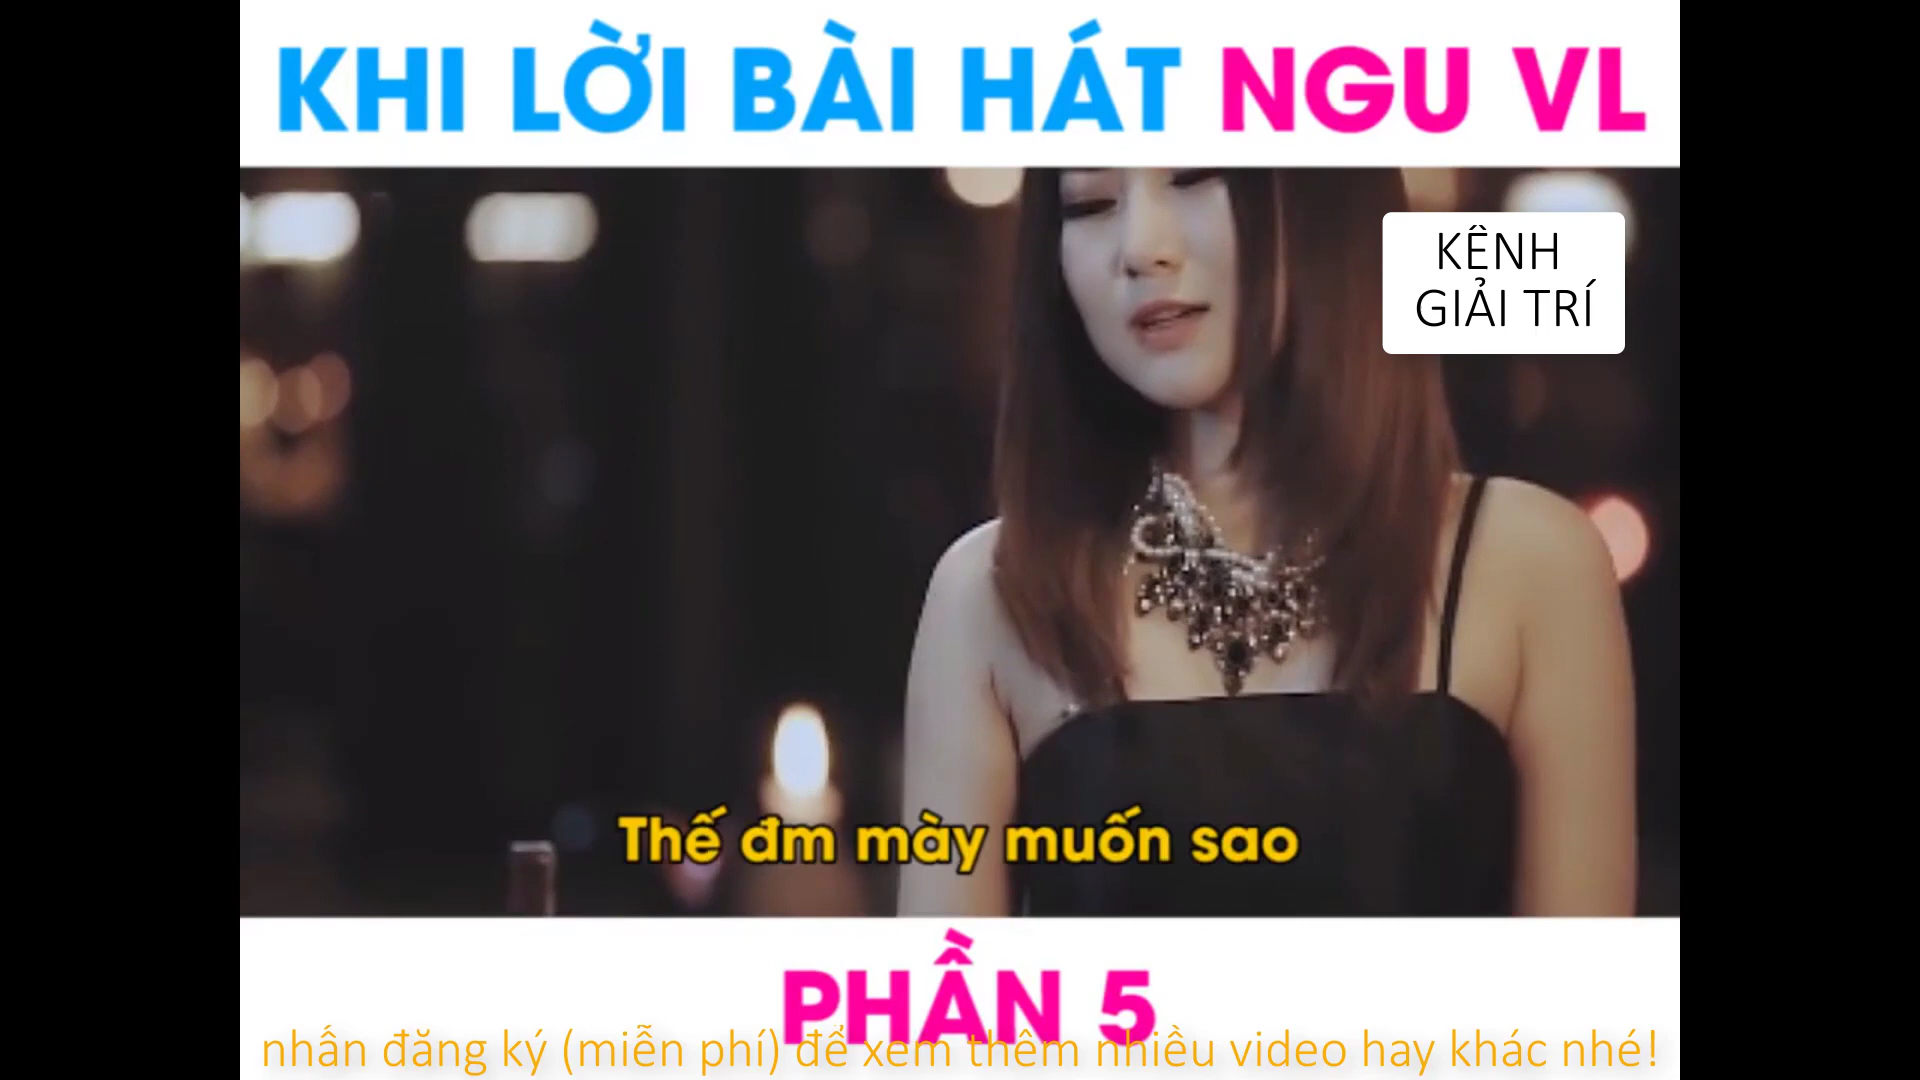 KHI LỜI BÀI HÁT NGU VL
KÊNH
GIẢI TRÍ
Thế đm mày muốn sao
PHẦN 5
nhấn đăng ký (miễn phí) để xem thêm nhiều video hay khác nhé!